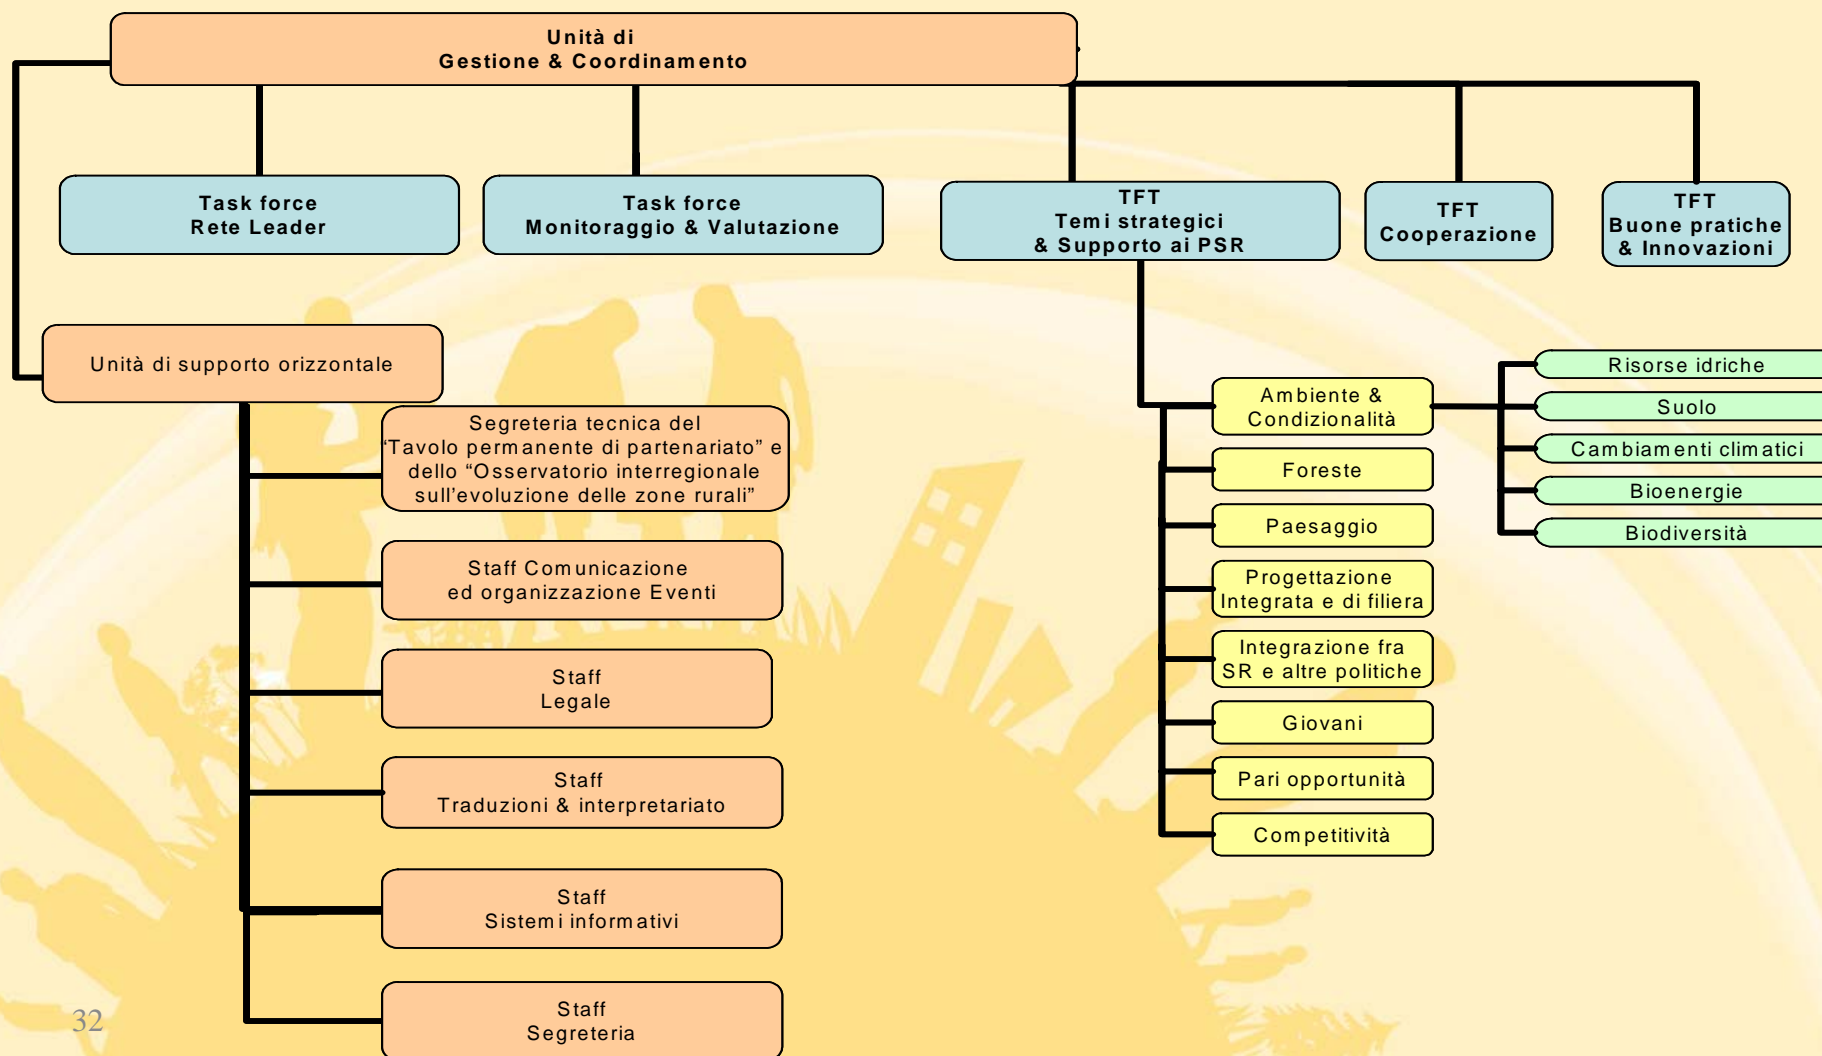 Unità di
Gestione & Coordinamento
Task force
Rete Leader
Task force
Monitoraggio & Valutazione
TFT
Temi strategici
& Supporto ai PSR
TFT
Cooperazione
TFT
Buone pratiche
& Innovazioni
Unità di supporto orizzontale
Segreteria tecnica del
“Tavolo permanente di partenariato” e
dello “Osservatorio interregionale
sull'evoluzione delle zone rurali”
Staff Comunicazione
ed organizzazione Eventi
Staff
Legale
Staff
Traduzioni & interpretariato
Staff
Sistemi informativi
Staff
Segreteria
Ambiente &
Condizionalità
Foreste
Paesaggio
Progettazione
Integrata e di filiera
Integrazione fra
SR e altre politiche
Giovani
Pari opportunità
Competitività
Risorse idriche
Suolo
Cambiamenti climatici
Bioenergie
Biodiversità
32